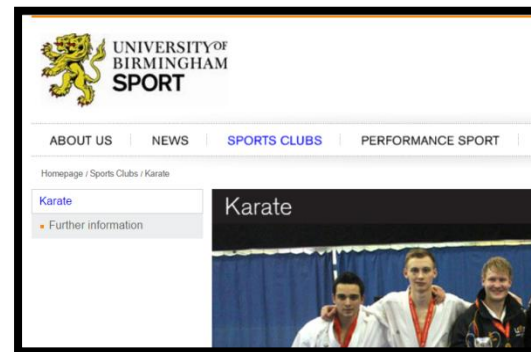 UNIVERSITY OF
BIRMINGHAM
SPORT
ABOUT US NEWS SPORTS CLUBS PERFORMANCE SPORT
Homepage / Sports Clubs / Karate
Karate
Further information
Karate